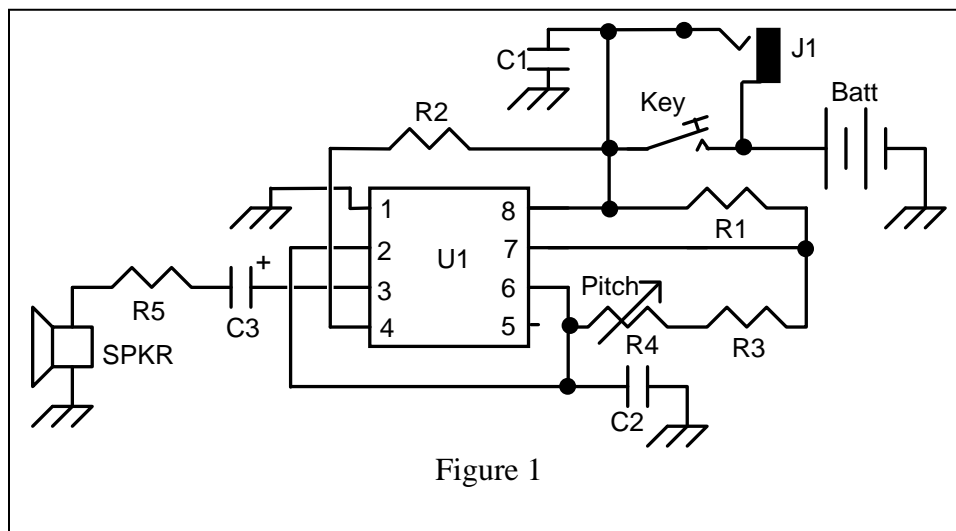 C1
J1
Key
Batt
R2
R1
1
2
3
4
U1
8
7
6
5
Pitch
R4
R3
R5
+
C3
SPKR
C2
Figure 1